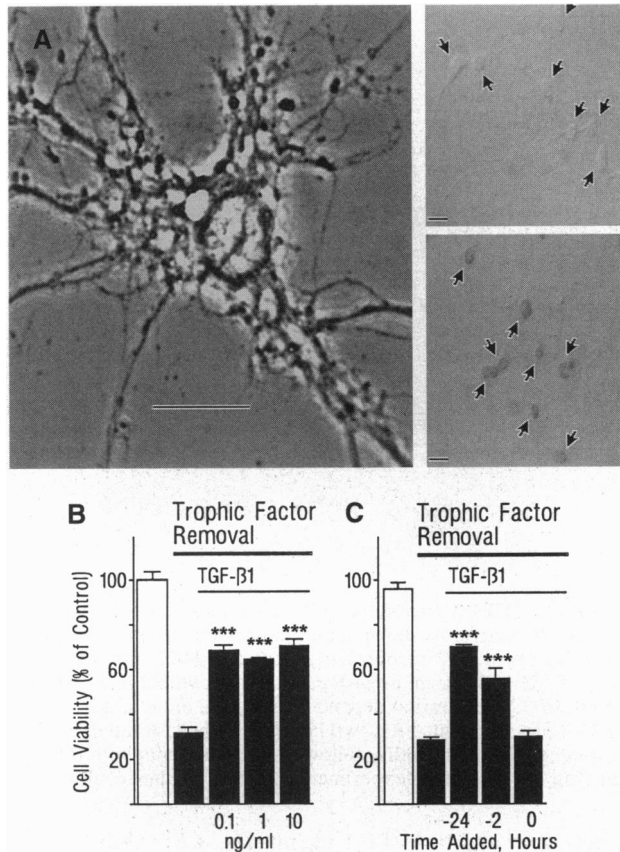 A
B
Trophic Factor
Removal
TGF-β1
***
***
***
100
60
20
Cell Viability (% of Control)
0.1 1 10
ng/ml
C
Trophic Factor
Removal
TGF-β1
***
***
100
60
20
-24 -2 0
Time Added, Hours